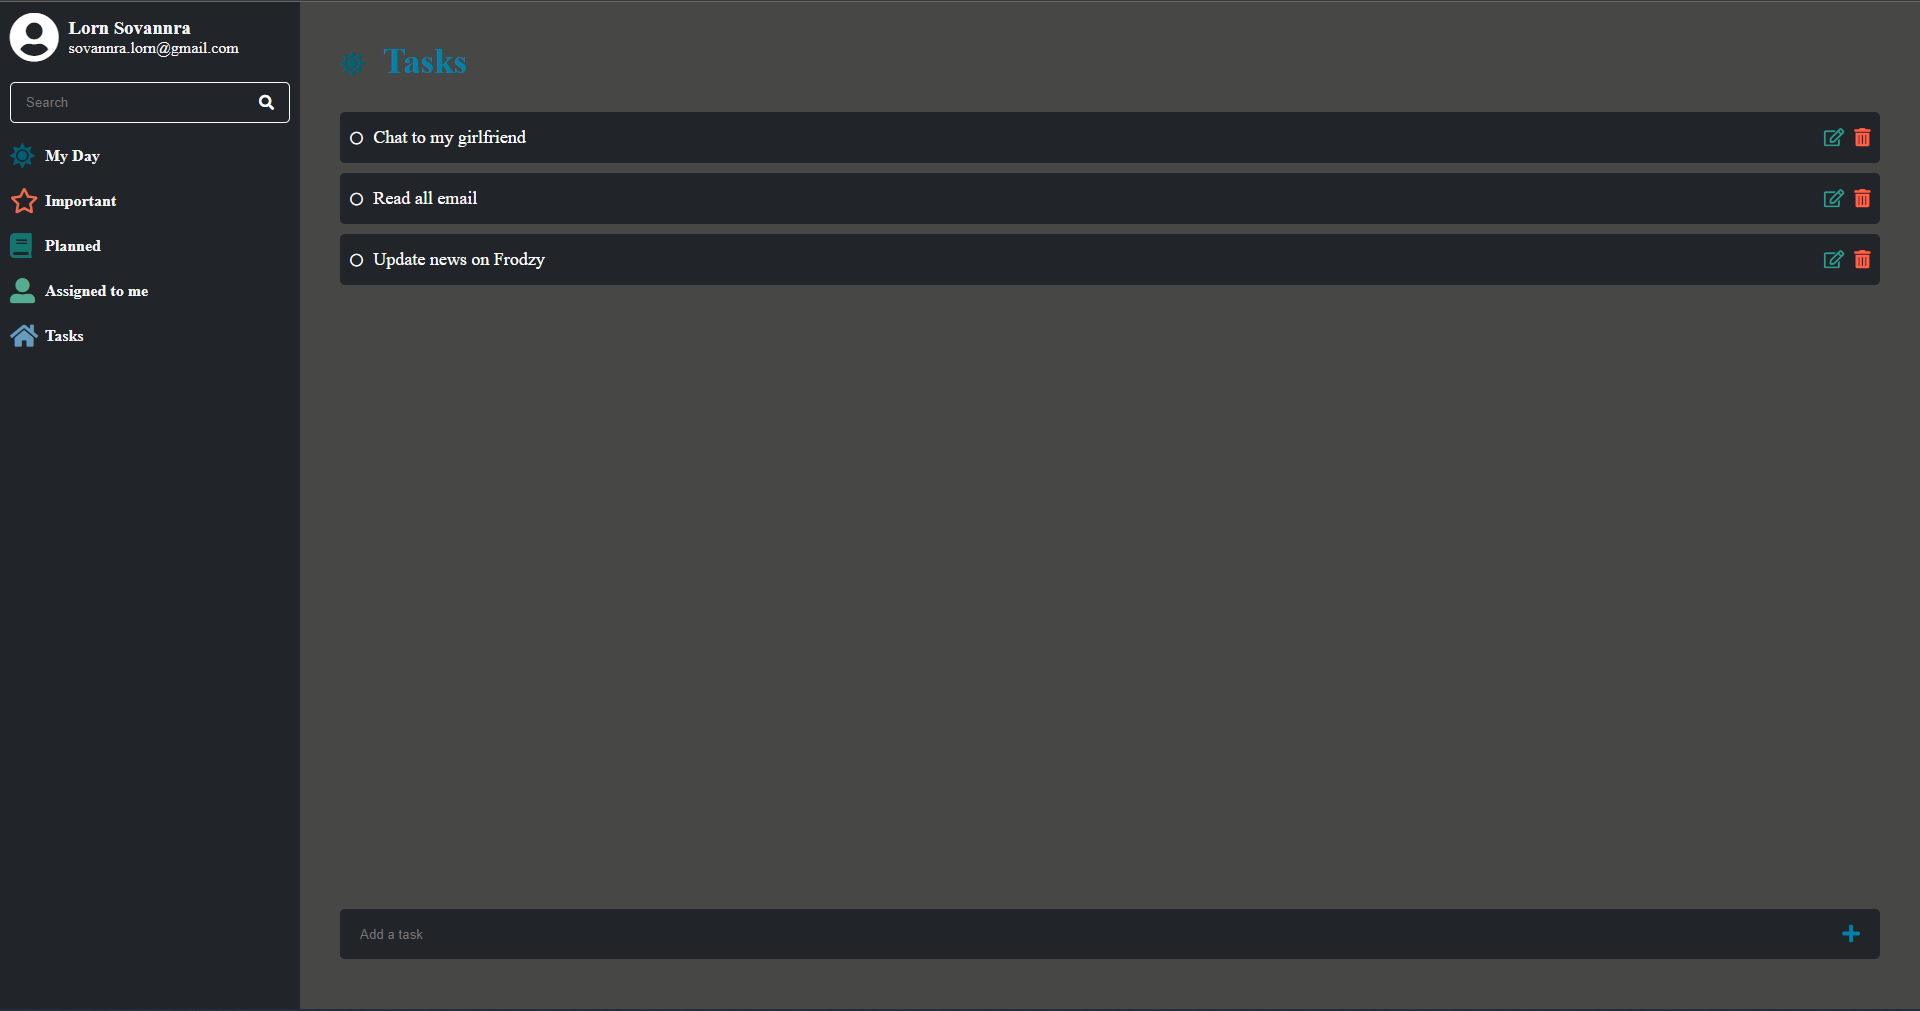 Lorn Sovannra
sovannra.lorn@gmail.com
Search
My Day
Important
Planned
Assigned to me
Tasks
Tasks
Chat to my girlfriend
Read all email
Update news on Frodzy
Add a task